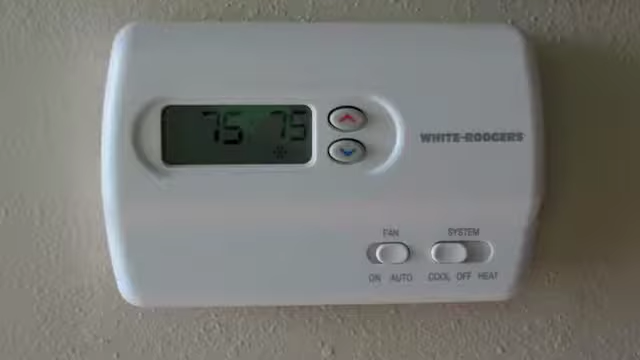 75 75
WHITE-RODGERS
FAN SYSTEM
ON AUTO COOL OFF HEAT